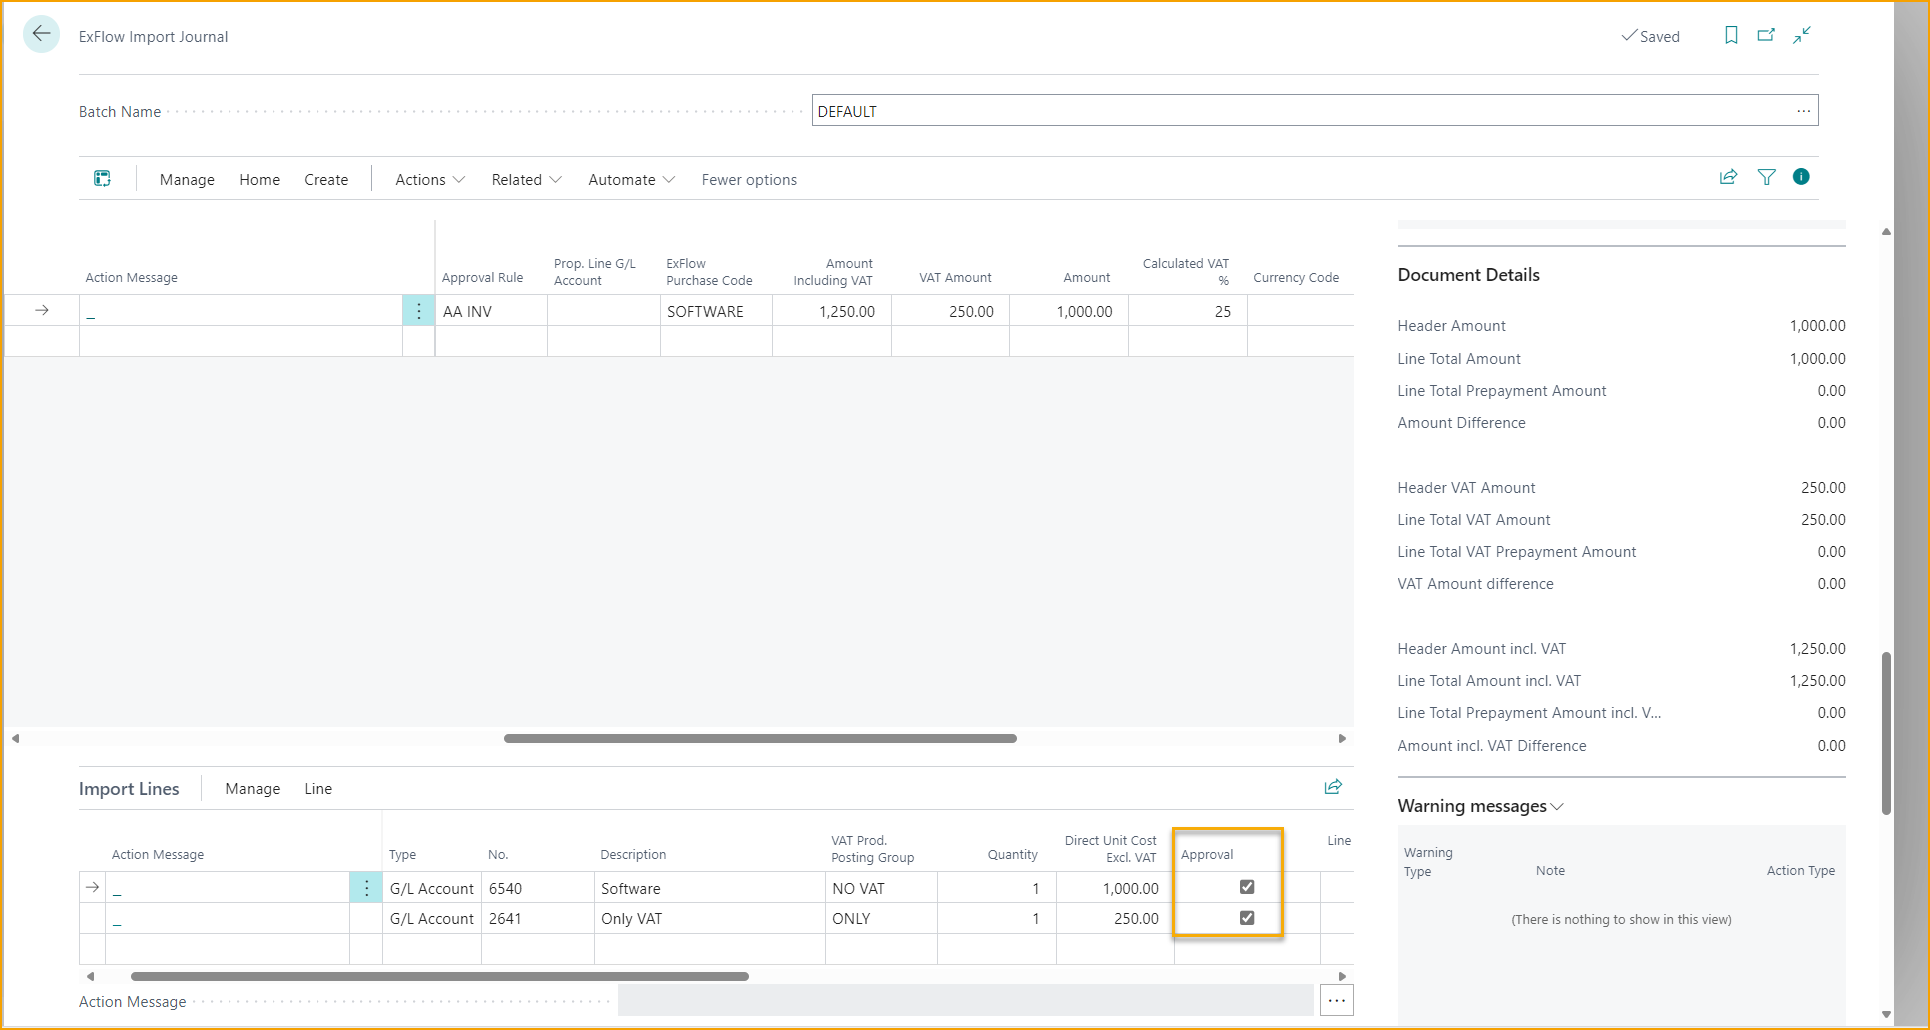 ExFlow Import Journal
Saved
Batch Name
DEFAULT
Manage Home Create Actions Related Automate Fewer options
Action Message
Approval Rule
Prop. Line G/L Account
ExFlow Purchase Code
Amount Including VAT
VAT Amount
Amount
Calculated VAT %
Currency Code
_ AA INV SOFTWARE 1,250.00 250.00 1,000.00 25
Document Details
Header Amount 1,000.00
Line Total Amount 1,000.00
Line Total Prepayment Amount 0.00
Amount Difference 0.00
Header VAT Amount 250.00
Line Total VAT Amount 250.00
Line Total VAT Prepayment Amount 0.00
VAT Amount difference 0.00
Header Amount incl. VAT 1,250.00
Line Total Amount incl. VAT 1,250.00
Line Total Prepayment Amount incl. V... 0.00
Amount incl. VAT Difference 0.00
Import Lines Manage Line
Action Message
Type
No.
Description
VAT Prod. Posting Group
Quantity
Direct Unit Cost Excl. VAT
Approval
Line
_ G/L Account 6540 Software NO VAT 1 1,000.00
_ G/L Account 2641 Only VAT ONLY 1 250.00
Action Message
Warning messages
Warning Type
Note
Action Type
(There is nothing to show in this view)